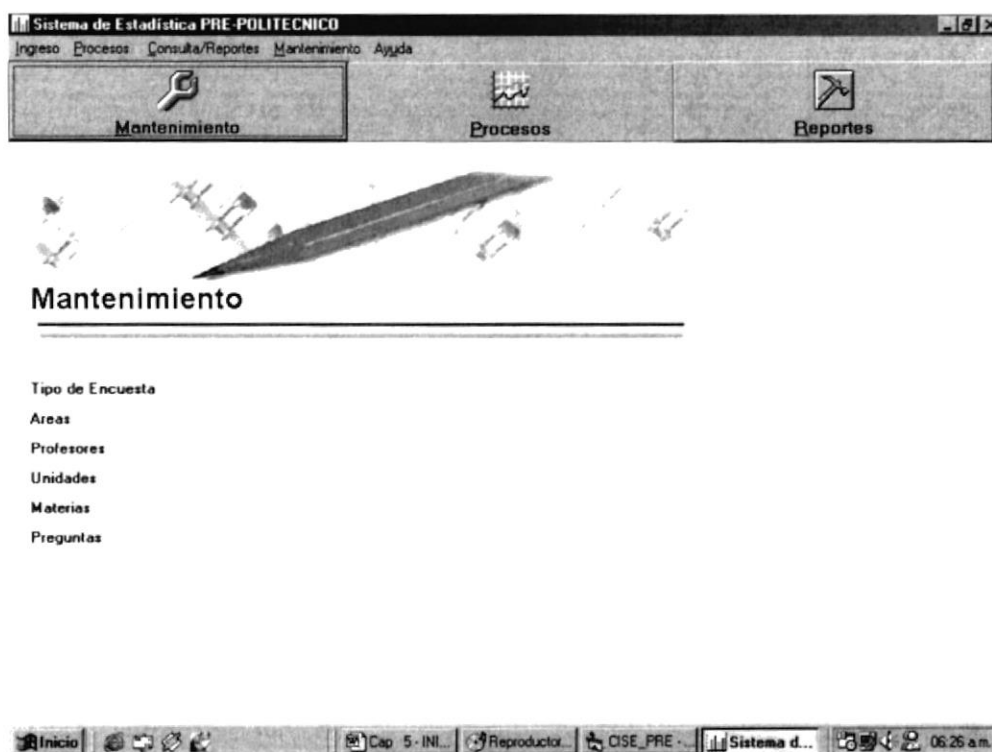 Sistema de Estadística PRE-POLITECNICO
Ingreso Procesos Consulta/Reportes Mantenimiento Ayuda
Mantenimiento Procesos Reportes
Mantenimiento
Tipo de Encuesta
Areas
Profesores
Unidades
Materias
Preguntas
Inicio Cap 5 - INI... Reproductor... CISE_PRE - ... Sistema d... 06:26 a.m.